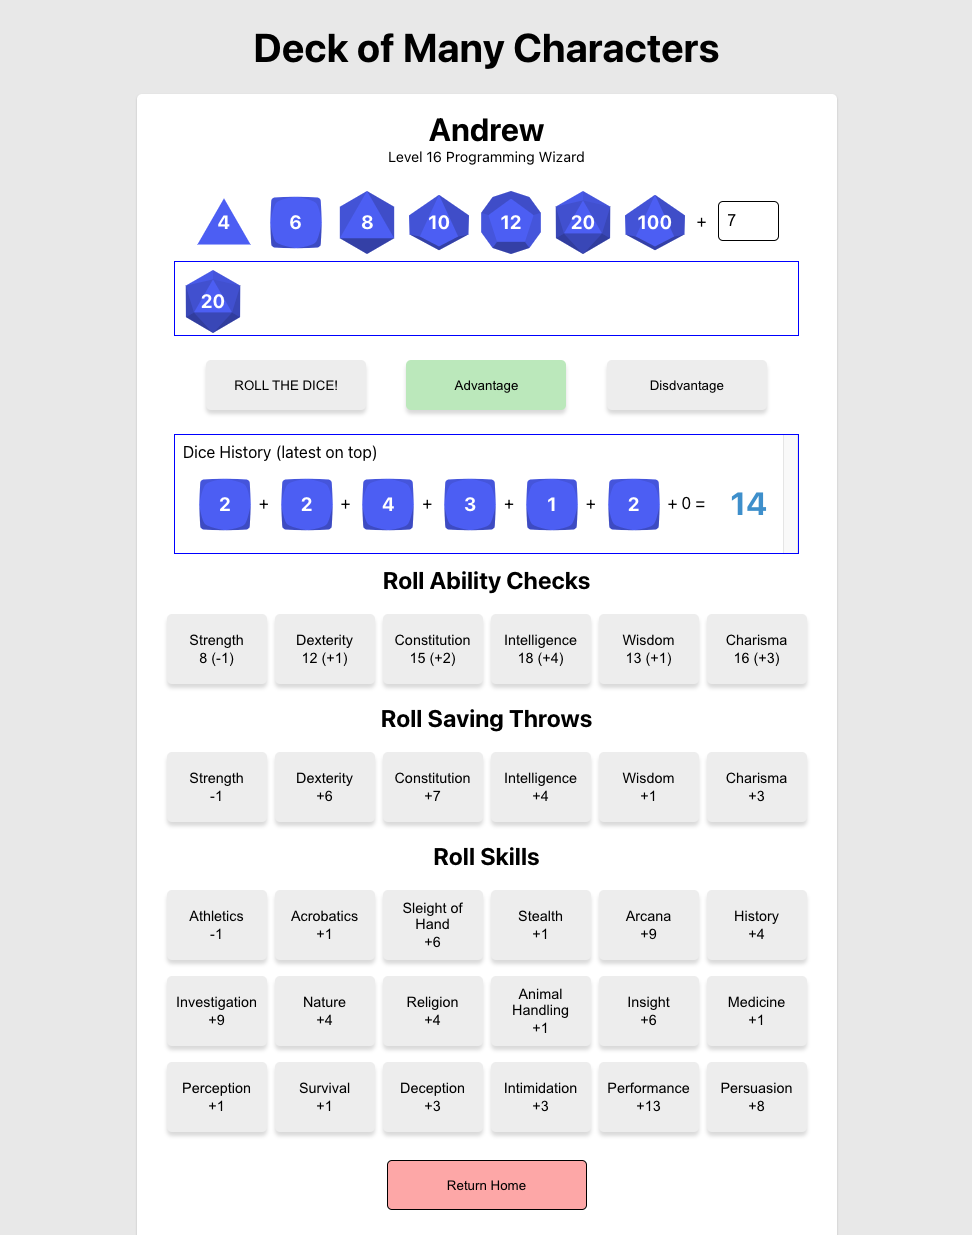 Deck of Many Characters
Andrew
Level 16 Programming Wizard
4 6 8 10 12 20 100 + 7
20
ROLL THE DICE! Advantage Disdvantage
Dice History (latest on top)
2 + 2 + 4 + 3 + 1 + 2 + 0 = 14
Roll Ability Checks
Strength Dexterity Constitution Intelligence Wisdom Charisma
8 (-1) 12 (+1) 15 (+2) 18 (+4) 13 (+1) 16 (+3)
Roll Saving Throws
Strength Dexterity Constitution Intelligence Wisdom Charisma
-1 +6 +7 +4 +1 +3
Roll Skills
Athletics
-1
Acrobatics
+1
Sleight of
Hand
+6
Stealth
+1
Arcana
+9
History
+4
Investigation
+9
Nature
+4
Religion
+4
Animal
Handling
+1
Insight
+6
Medicine
+1
Perception
+1
Survival
+1
Deception
+3
Intimidation
+3
Performance
+13
Persuasion
+8
Return Home